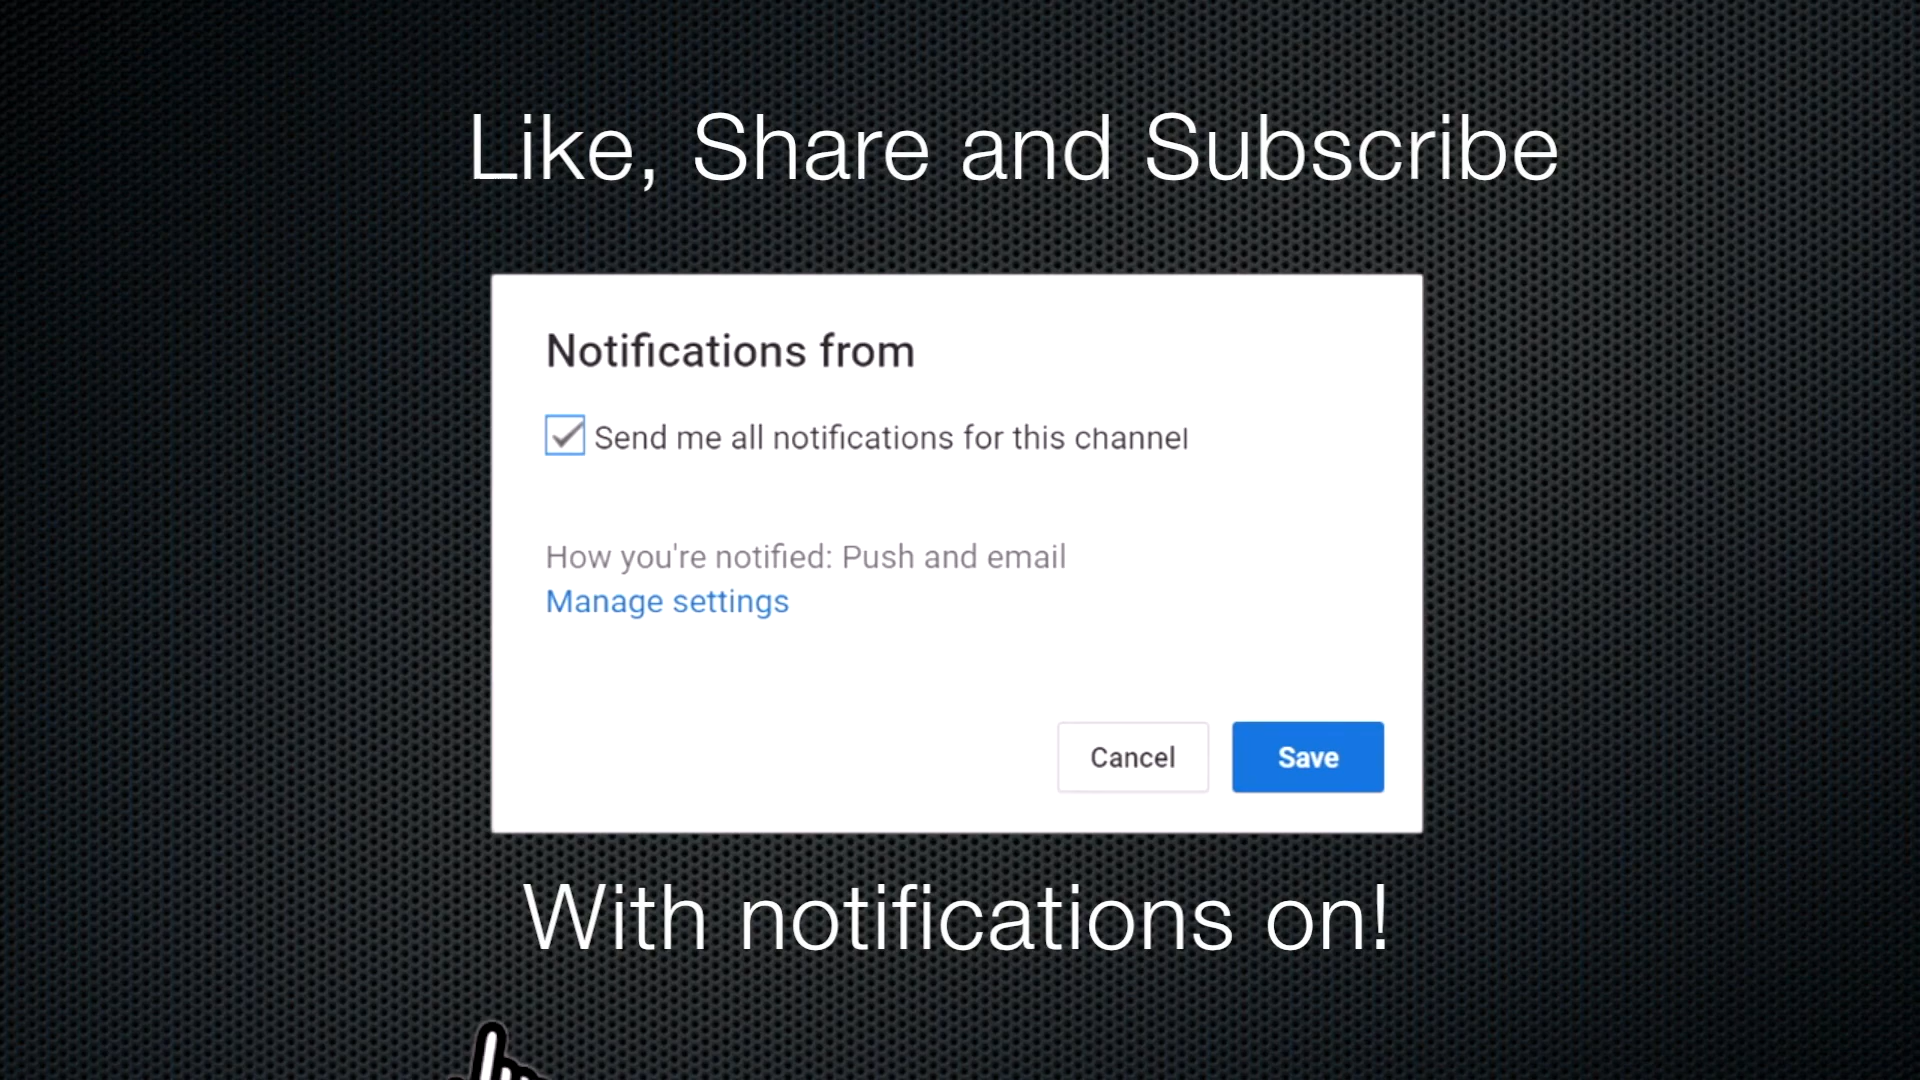 Like, Share and Subscribe
Notifications from
Send me all notifications for this channel
How you're notified: Push and email
Manage settings
Cancel Save
With notifications on!